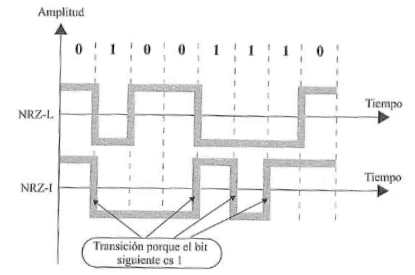 Amplitud
0 1 0 0 1 1 1 0
Tiempo
NRZ-L
Tiempo
NRZ-I
Transición porque el bit
siguiente es 1